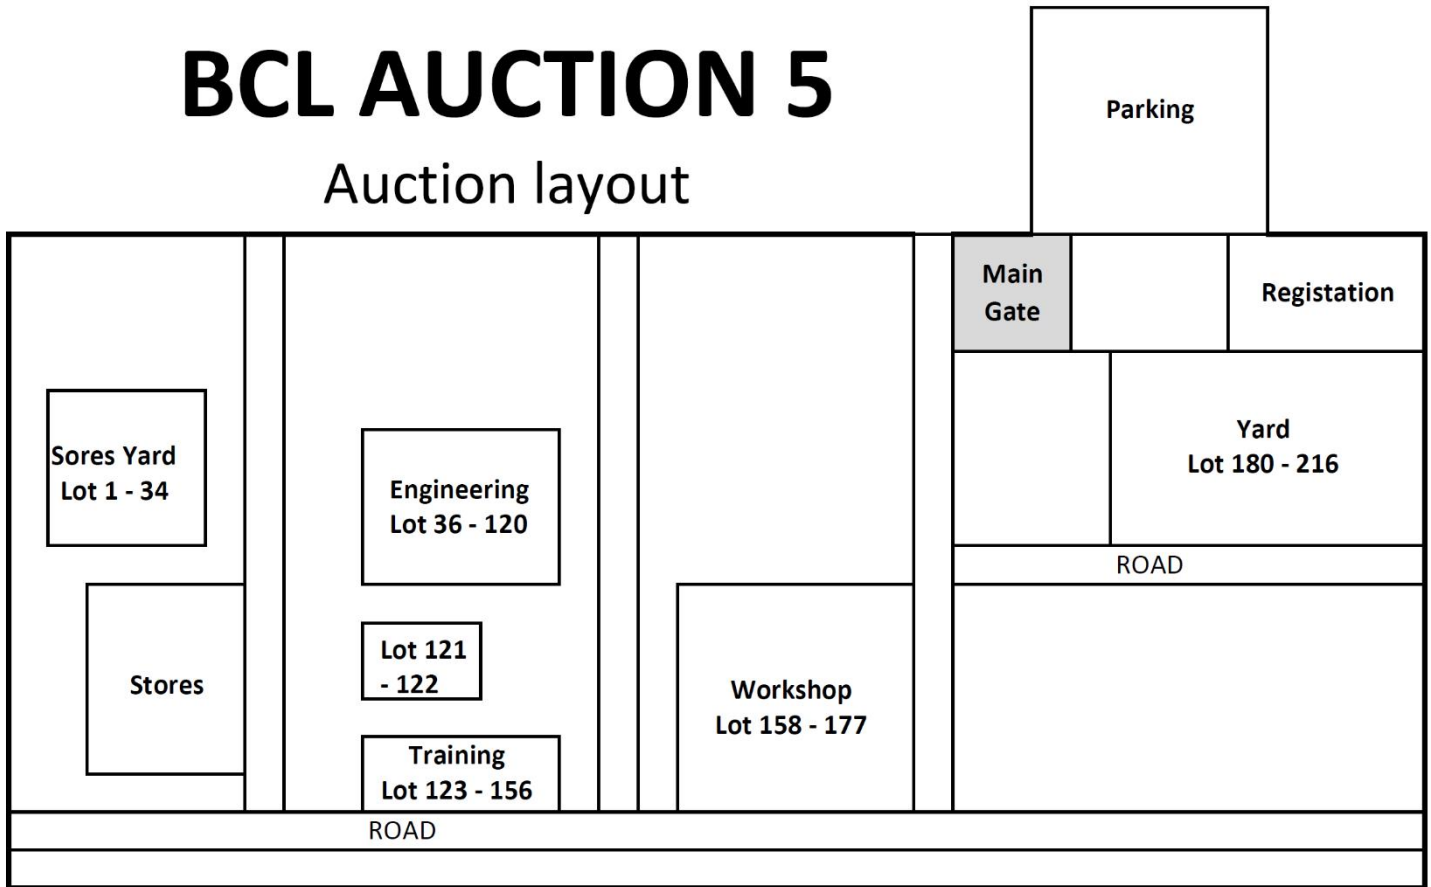 BCL AUCTION 5
Auction layout
Parking
Main
Gate
Registation
Sores Yard
Lot 1 - 34
Engineering
Lot 36 - 120
Yard
Lot 180 - 216
ROAD
Stores
Lot 121
- 122
Workshop
Lot 158 - 177
Training
Lot 123 - 156
ROAD